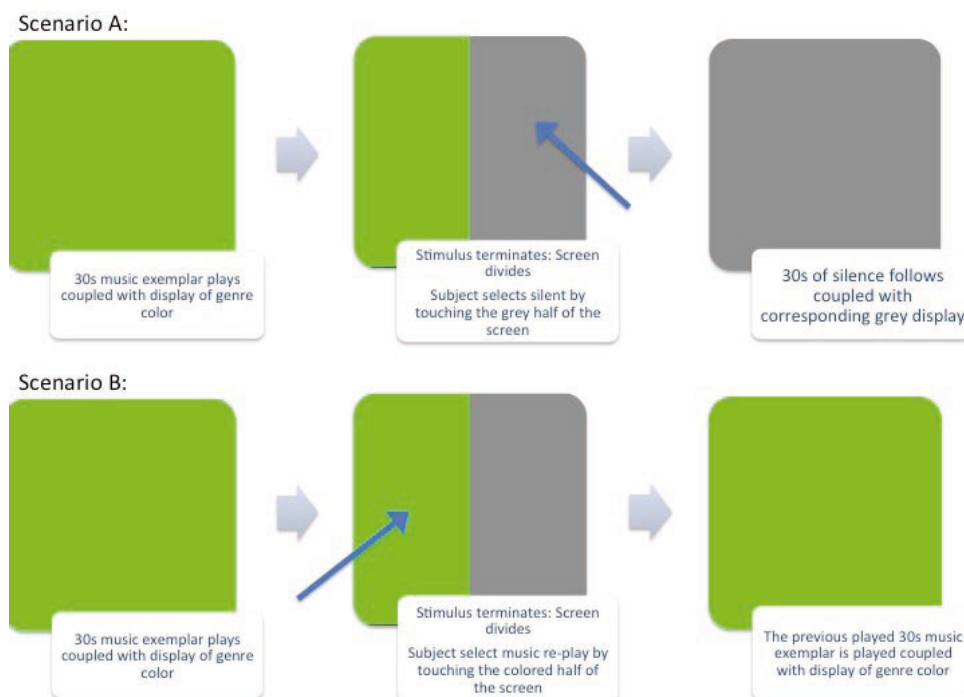 Scenario A:
30s music exemplar plays
coupled with display of genre
color
Stimulus terminates: Screen
divides
Subject selects silent by
touching the grey half of the
screen
30s of silence follows
coupled with
corresponding grey display
Scenario B:
30s music exemplar plays
coupled with display of genre
color
Stimulus terminates: Screen
divides
Subject select music re-play by
touching the colored half of
the screen
The previous played 30s music
exemplar is played coupled
with display of genre color